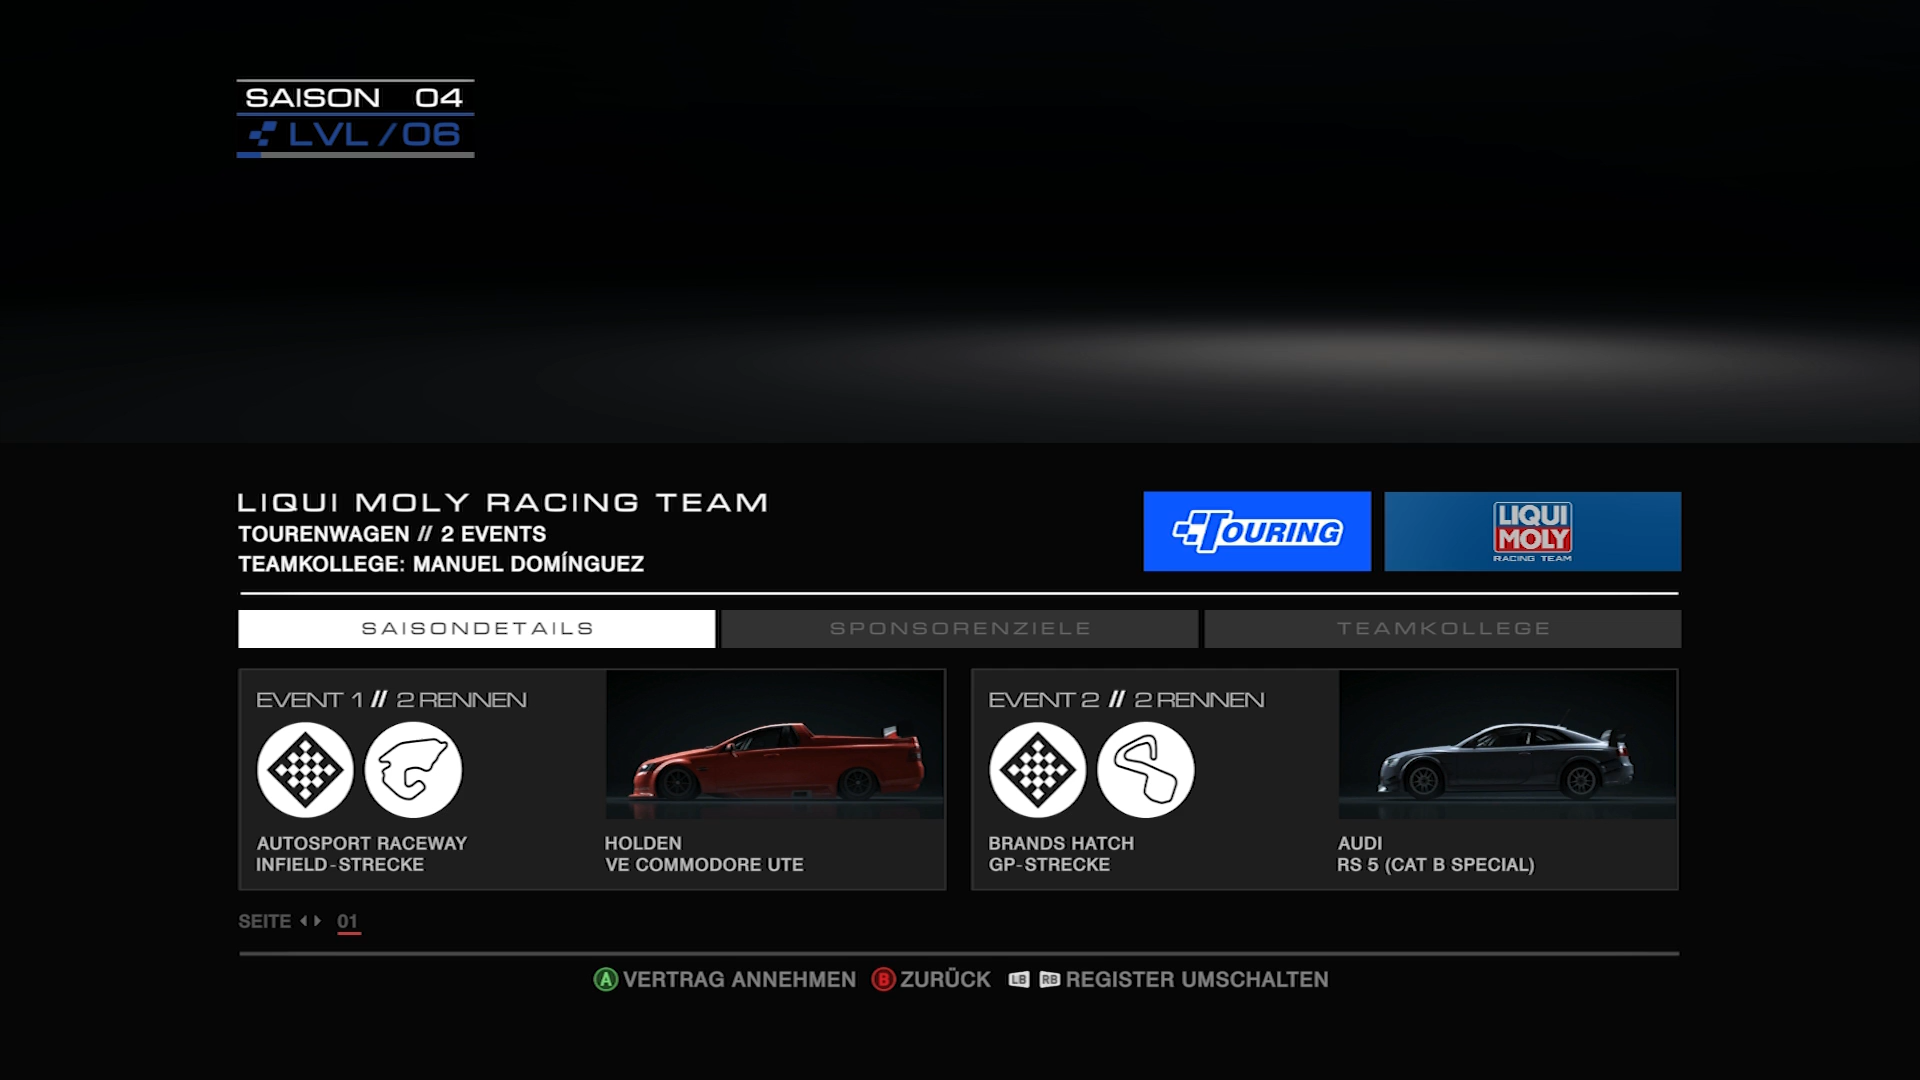 SAISON 04
LVL/06
LIQUI MOLY RACING TEAM
TOURENWAGEN // 2 EVENTS
TEAMKOLLEGE: MANUEL DOMÍNGUEZ
TOURING
LIQUI
MOLY
RACING TEAM
SAISONDETAILS
SPONSORENZIELE
TEAMKOLLEGE
EVENT 1 // 2 RENNEN
AUTOSPORT RACEWAY
INFIELD-STRECKE
HOLDEN
VE COMMODORE UTE
EVENT 2 // 2 RENNEN
BRANDS HATCH
GP-STRECKE
AUDI
RS 5 (CAT B SPECIAL)
SEITE 01
A VERTRAG ANNEHMEN B ZURÜCK LB RB REGISTER UMSCHALTEN